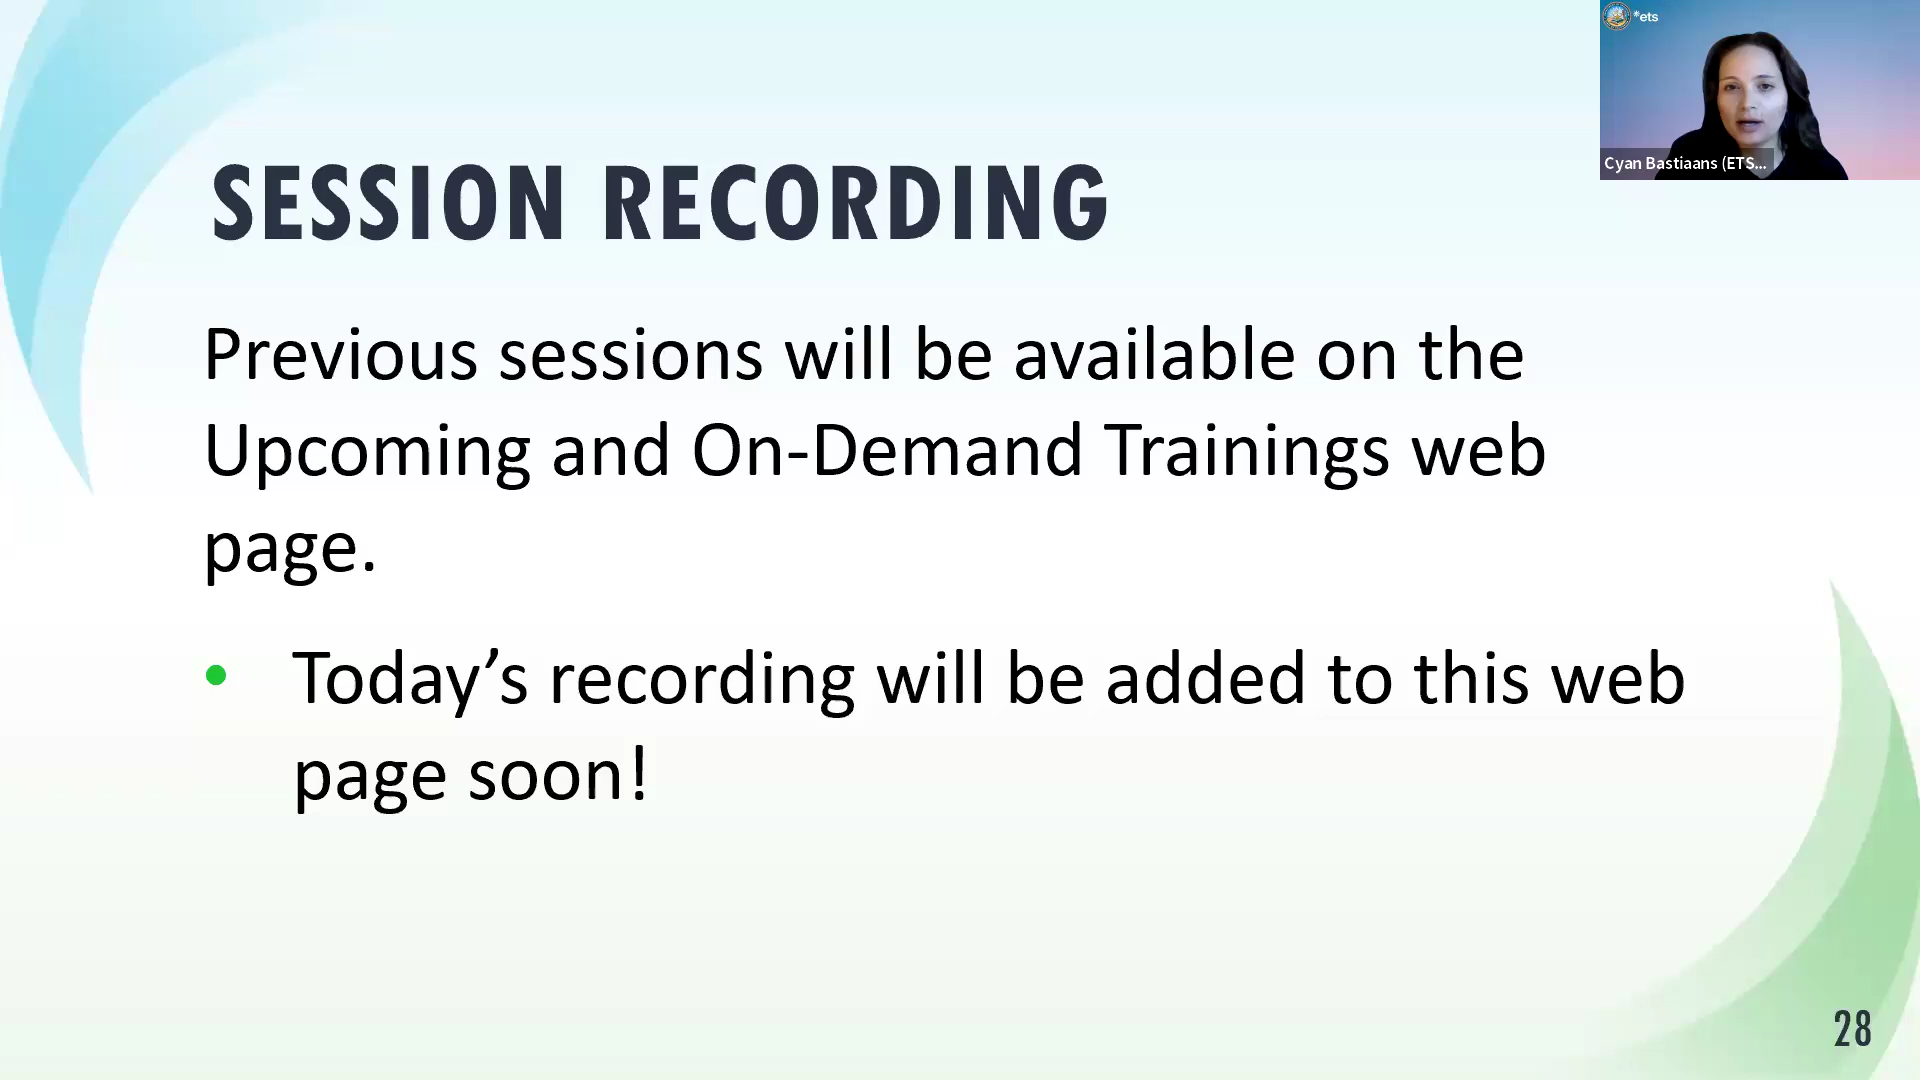 *ets
Cyan Bastiaans (ETS...
SESSION RECORDING
Previous sessions will be available on the
Upcoming and On-Demand Trainings web
page.
• Today’s recording will be added to this web
page soon!
28